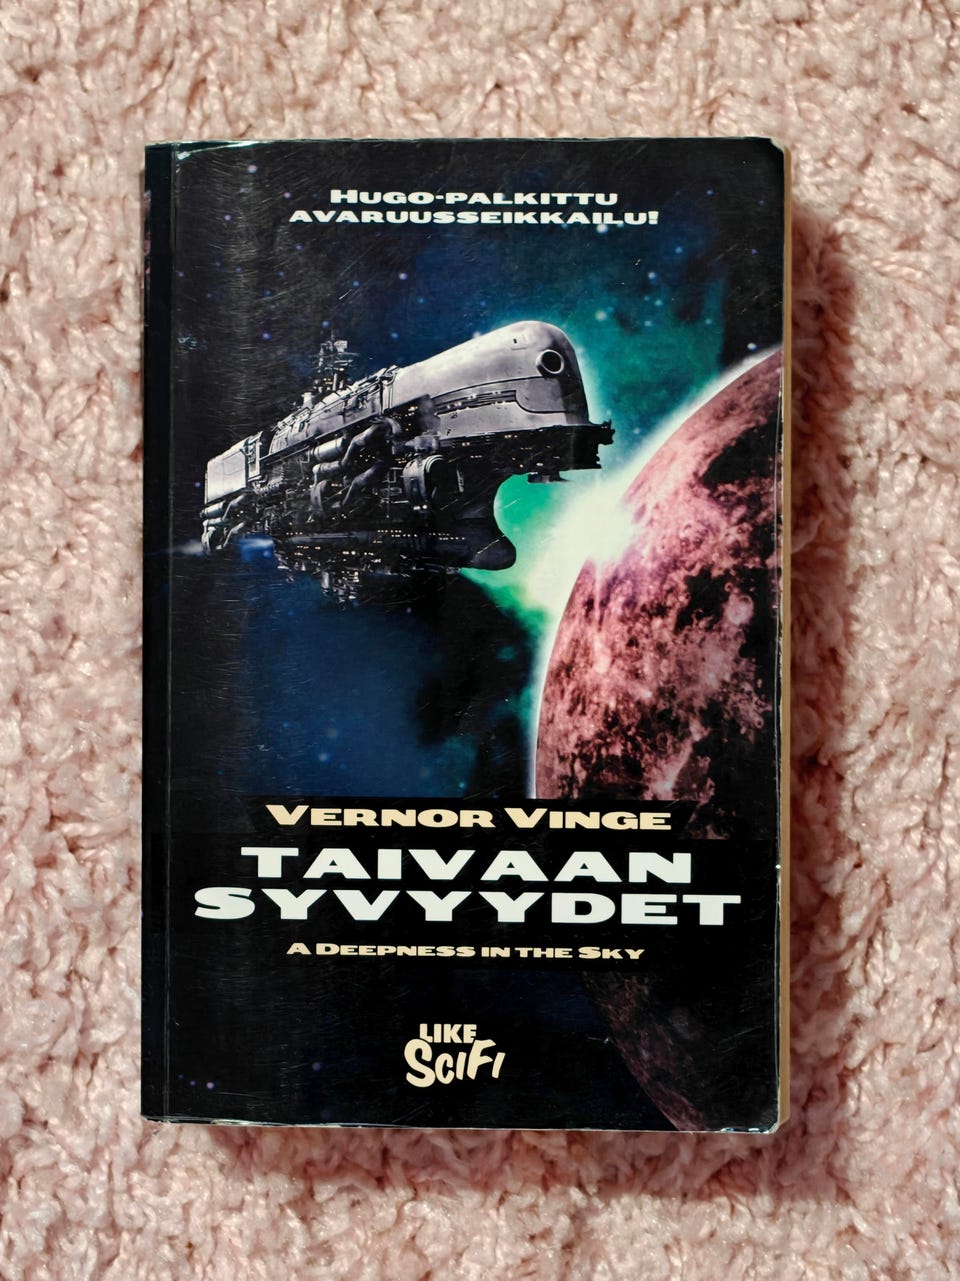 Hugo-palkittu
avaruusseikkailu!
Vernor Vinge
Taivaan
Syvyydet
A Deepness in the Sky
LIKE
SciFi